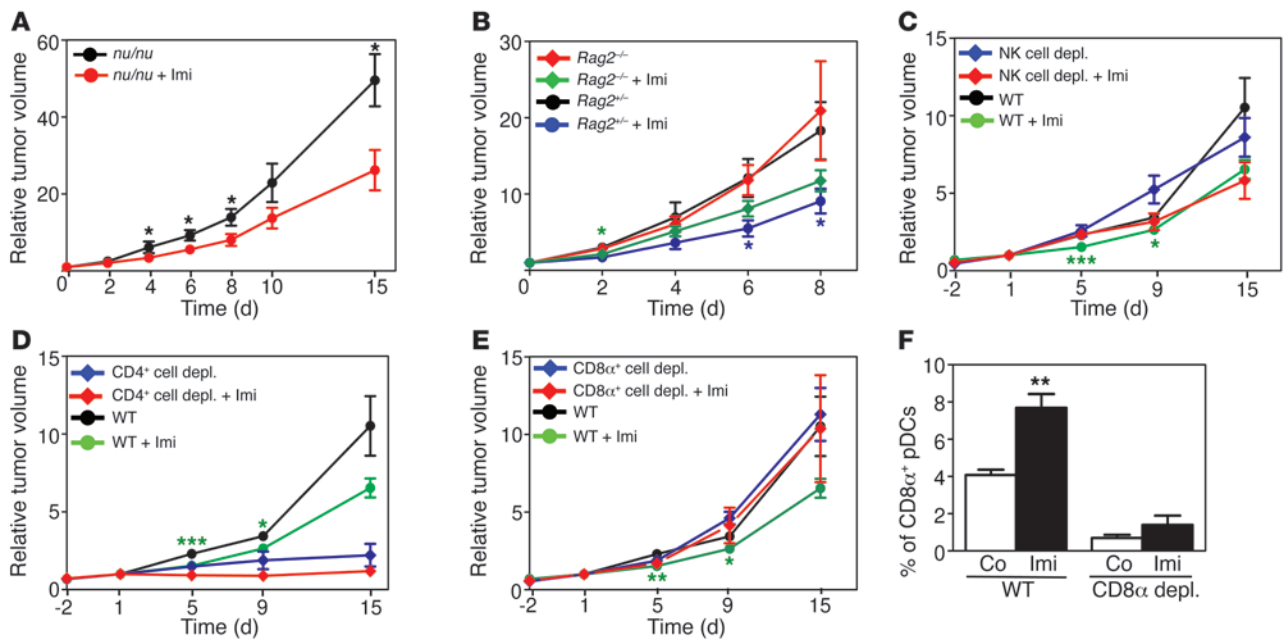 A
Relative tumor volume
60
40
20
nu/nu
nu/nu + Imi
* * * *
*
0 2 4 6 8 10 15
Time (d)
B
Relative tumor volume
30
20
10
0
Rag2⁻/⁻
Rag2⁻/⁻ + Imi
Rag2⁺/⁻
Rag2⁺/⁻ + Imi
*
*
*
0 2 4 6 8
Time (d)
C
Relative tumor volume
15
10
5
0
NK cell depl.
NK cell depl. + Imi
WT
WT + Imi
***
*
-2 1 5 9 15
Time (d)
D
Relative tumor volume
15
10
5
0
CD4⁺ cell depl.
CD4⁺ cell depl. + Imi
WT
WT + Imi
***
*
-2 1 5 9 15
Time (d)
E
Relative tumor volume
15
10
5
0
CD8α⁺ cell depl.
CD8α⁺ cell depl. + Imi
WT
WT + Imi
**
*
-2 1 5 9 15
Time (d)
F
% of CD8α⁺ pDCs
10
8
6
4
2
0
**
Co Imi Co Imi
WT CD8α depl.